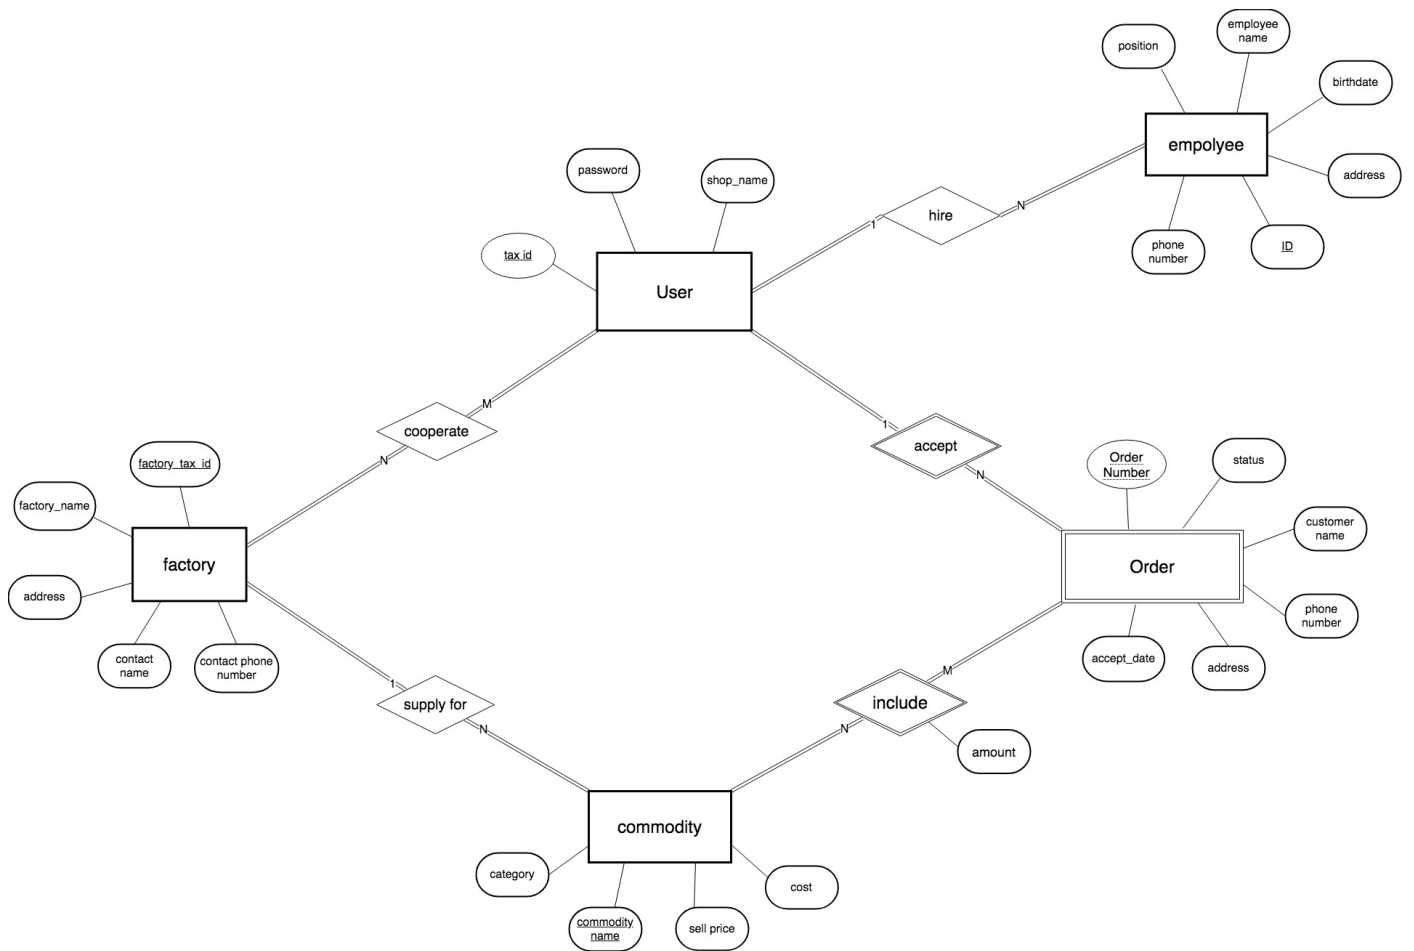 employee
name
position
birthdate
empolyee
address
phone
number
ID
password
shop_name
tax id
User
hire
1
N
M
cooperate
N
1
accept
N
factory_tax_id
factory_name
factory
address
contact
name
contact phone
number
Order
Number
status
customer
name
Order
phone
number
accept_date
address
1
supply for
N
M
include
N
amount
commodity
category
commodity
name
sell price
cost